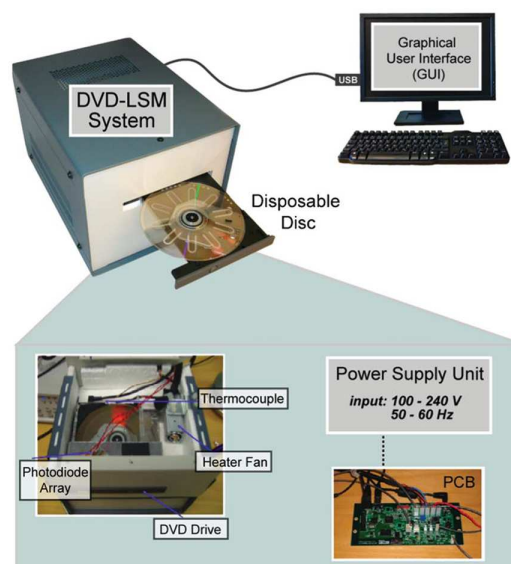 Graphical
User Interface
(GUI)
USB
DVD-LSM
System
Disposable
Disc
Thermocouple
Heater Fan
Photodiode
Array
DVD Drive
Power Supply Unit
input: 100 - 240 V
50 - 60 Hz
PCB